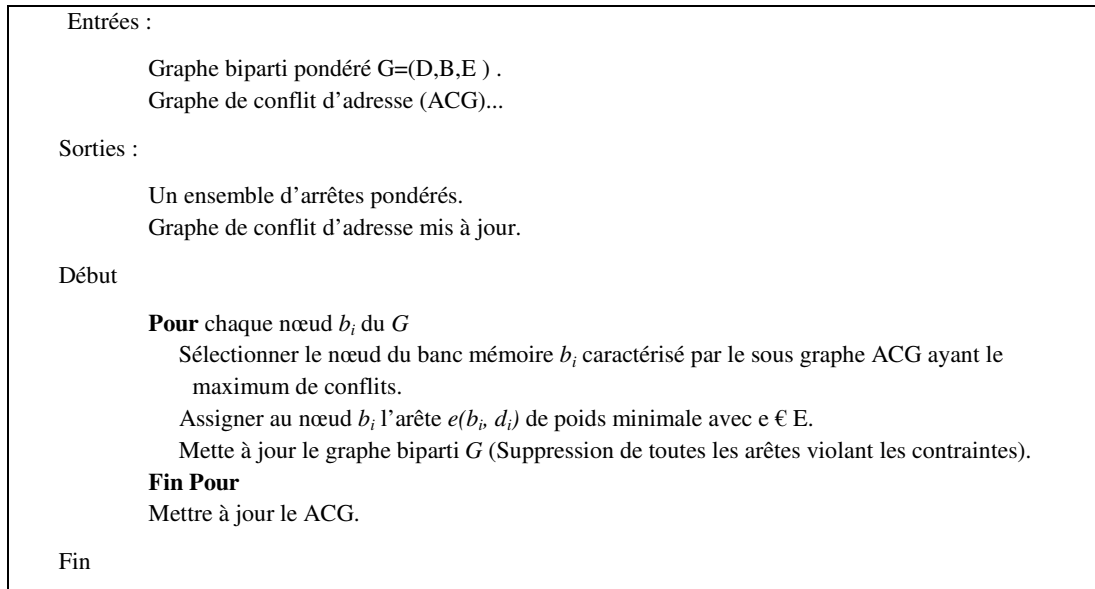 Entrées :
Graphe biparti pondéré G=(D,B,E ) .
Graphe de conflit d'adresse (ACG)...
Sorties :
Un ensemble d'arrêtes pondérés.
Graphe de conflit d'adresse mis à jour.
Début
Pour chaque nœud bi du G
Sélectionner le nœud du banc mémoire bi caractérisé par le sous graphe ACG ayant le
maximum de conflits.
Assigner au nœud bi l'arête e(bi, di) de poids minimale avec e € E.
Mette à jour le graphe biparti G (Suppression de toutes les arêtes violant les contraintes).
Fin Pour
Mettre à jour le ACG.
Fin